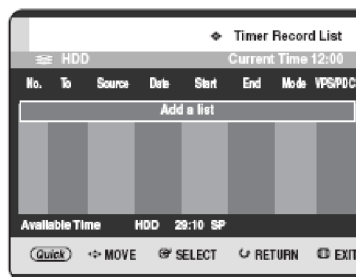 Timer Record List
HDD Current Time 12:00
No. To Source Date Start End Mode VPS/PDC
Add a list
Available Time HDD 29:10 SP
Quick MOVE SELECT RETURN EXIT